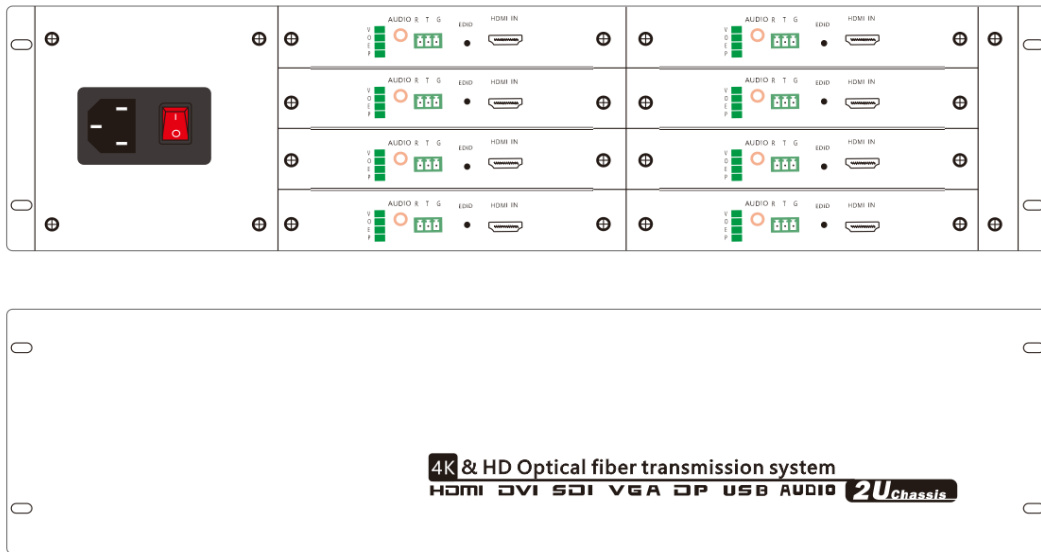 AUDIO R T G EDID HDMI IN
V
O
E
P
AUDIO R T G EDID HDMI IN
V
O
E
P
AUDIO R T G EDID HDMI IN
V
O
E
P
AUDIO R T G EDID HDMI IN
V
O
E
P
AUDIO R T G EDID HDMI IN
V
O
E
P
AUDIO R T G EDID HDMI IN
V
O
E
P
AUDIO R T G EDID HDMI IN
V
O
E
P
AUDIO R T G EDID HDMI IN
V
O
E
P
4K & HD Optical fiber transmission system
HDMI DVI SDI VGA DP USB AUDIO 2U Chassis